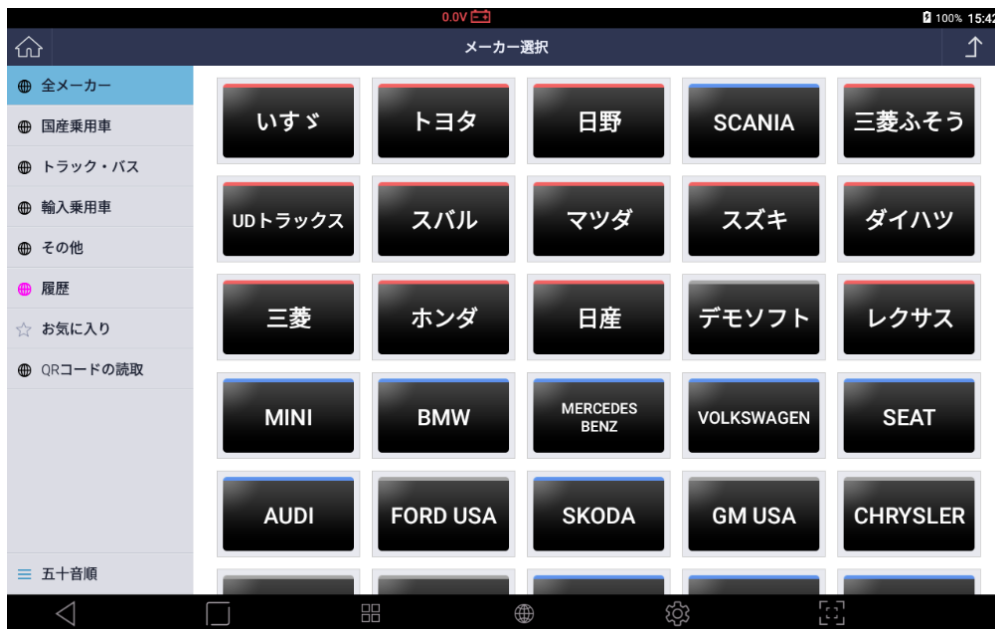 0.0V
100% 15:42
メーカー選択
全メーカー
国産乗用車
トラック・バス
輸入乗用車
その他
履歴
お気に入り
QRコードの読取
五十音順
いすゞ
トヨタ
日野
SCANIA
三菱ふそう
UDトラックス
スバル
マツダ
スズキ
ダイハツ
三菱
ホンダ
日産
デモソフト
レクサス
MINI
BMW
MERCEDES
BENZ
VOLKSWAGEN
SEAT
AUDI
FORD USA
SKODA
GM USA
CHRYSLER